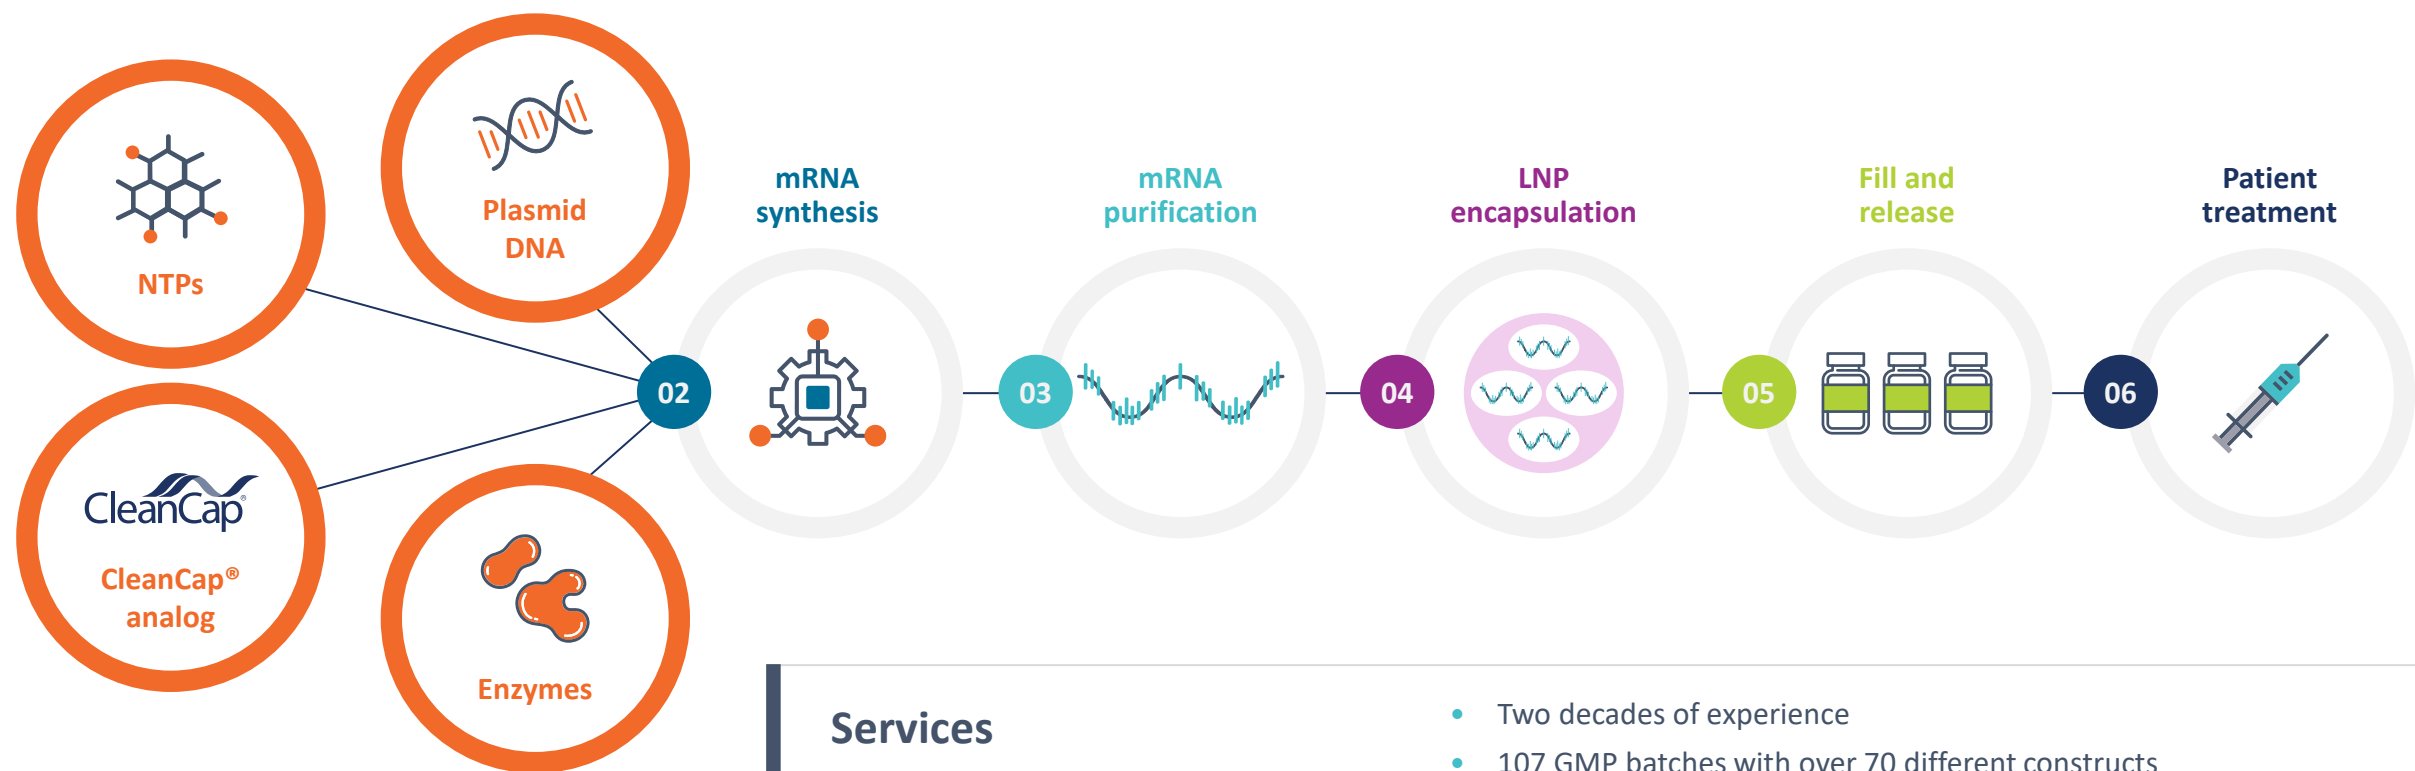 NTPs
Plasmid
DNA
CleanCap®
CleanCap®
analog
Enzymes
02
mRNA
synthesis
03
mRNA
purification
04
LNP
encapsulation
05
Fill and
release
06
Patient
treatment
Services
• Two decades of experience
• 107 GMP batches with over 70 different constructs